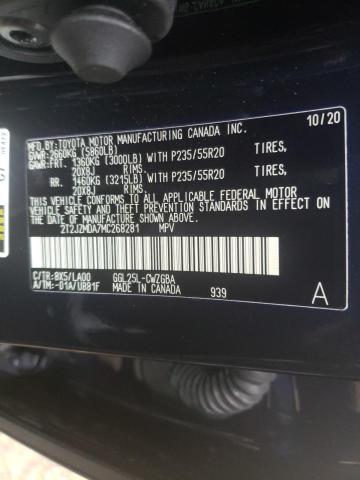 MFD.BY:TOYOTA MOTOR MANUFACTURING CANADA INC. 10/20
GVWR:2660KG (5860LB)
GAWR:FRT. 1360KG (3000LB) WITH P235/55R20 TIRES,
20X8J RIMS,
RR. 1460KG (3215LB) WITH P235/55R20 TIRES,
20X8J RIMS,
THIS VEHICLE CONFORMS TO ALL APPLICABLE FEDERAL MOTOR
VEHICLE SAFETY STANDARDS IN EFFECT ON THE
DATE OF MANUFACTURE SHOWN ABOVE.
2T2JZMDA7MC268281 MPV
C/TR:8X5/LA00 GGL25L-CWZGBA
A/TM:-01A/UB81F MADE IN CANADA 939
A